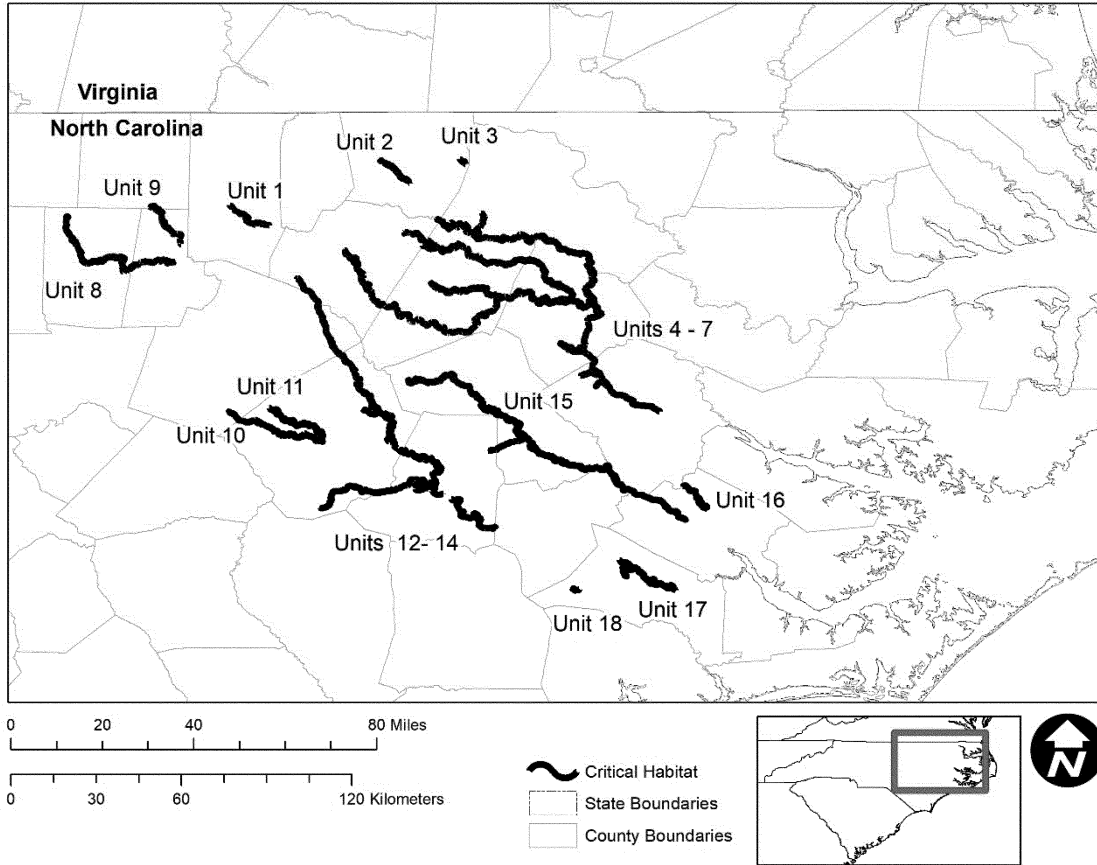 Virginia
North Carolina
Unit 2
Unit 3
Unit 9
Unit 1
Unit 8
Units 4 - 7
Unit 11
Unit 15
Unit 10
Unit 16
Units 12- 14
Unit 17
Unit 18
0 20 40 80 Miles
0 30 60 120 Kilometers
Critical Habitat
State Boundaries
County Boundaries
N